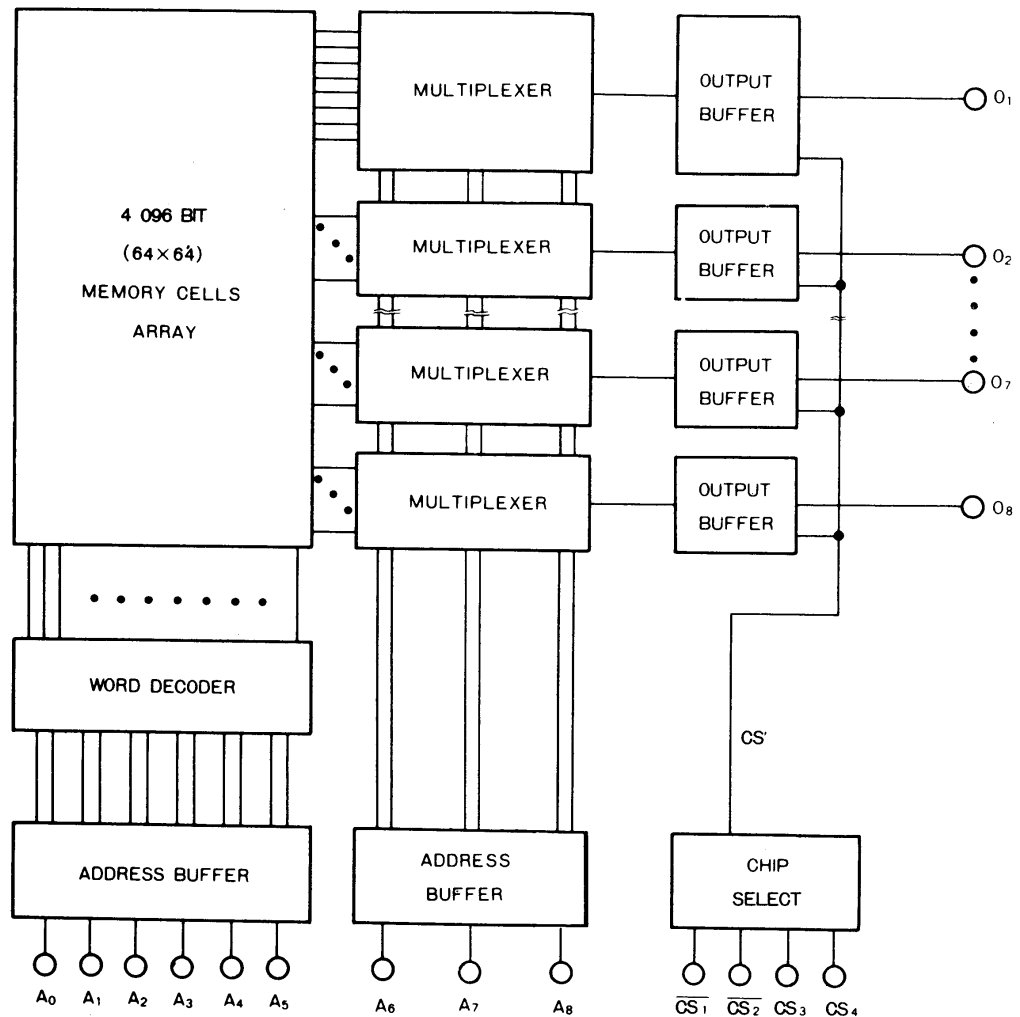 4 096 BIT
(64×64)
MEMORY CELLS
ARRAY
MULTIPLEXER
OUTPUT
BUFFER
O1
MULTIPLEXER
OUTPUT
BUFFER
O2
MULTIPLEXER
OUTPUT
BUFFER
O7
MULTIPLEXER
OUTPUT
BUFFER
O8
WORD DECODER
CS'
ADDRESS BUFFER
ADDRESS
BUFFER
CHIP
SELECT
A0 A1 A2 A3 A4 A5 A6 A7 A8 C̅S̅1̅ C̅S̅2̅ CS3 CS4